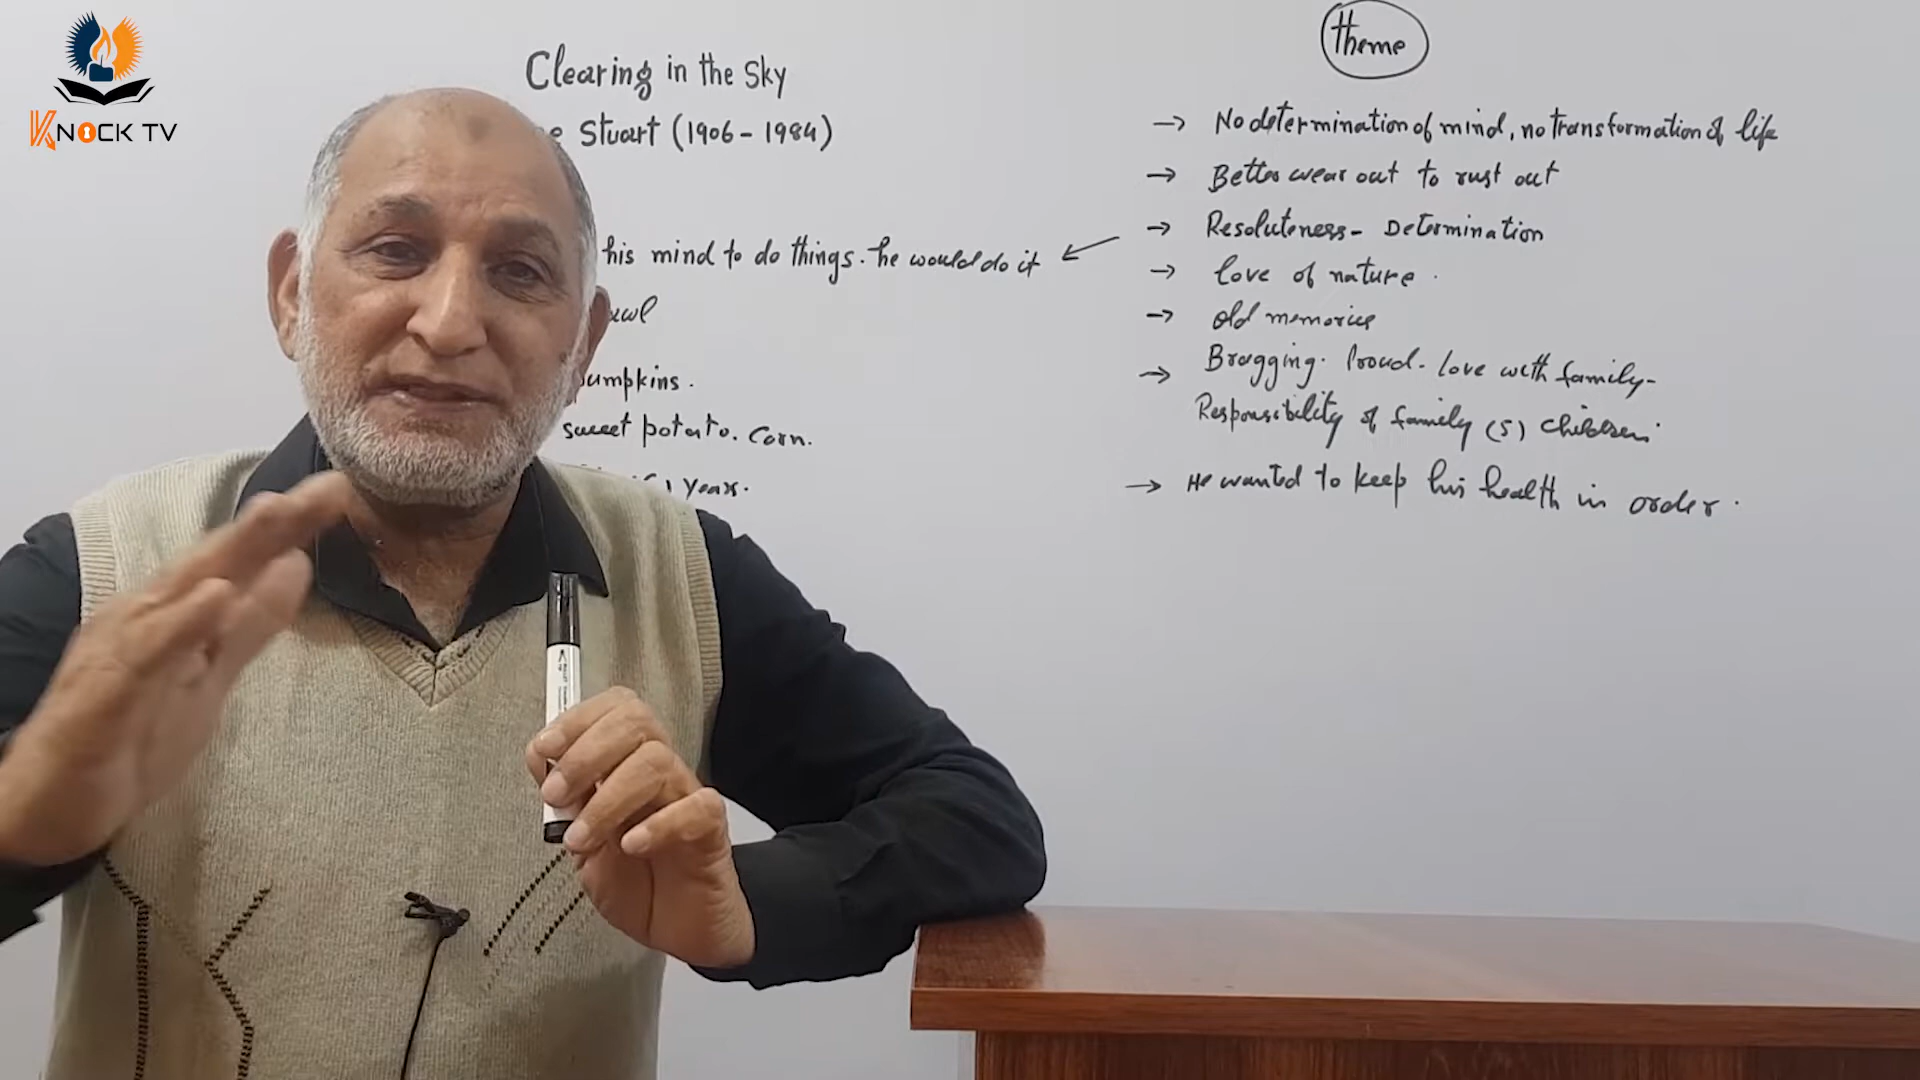 KNOCK TV
Clearing in the Sky
Stuart (1906-1984)
his mind to do things. he would do it
pumpkins.
sweet potato. Corn.
years.
Theme
→ No determination of mind, no transformation of life
→ Better wear out to rust out
→ Resoluteness - Determination
→ love of nature.
→ old memories
→ Bragging. Proud. Love with family-
Responsibility of family (5) children.
→ He wanted to keep his health in order.